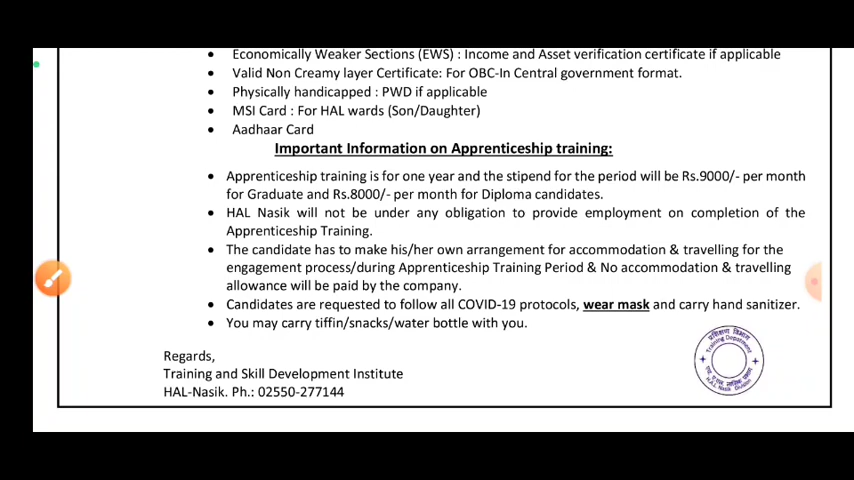 • Economically Weaker Sections (EWS) : Income and Asset verification certificate if applicable
• Valid Non Creamy layer Certificate: For OBC-In Central government format.
• Physically handicapped : PWD if applicable
• MSI Card : For HAL wards (Son/Daughter)
• Aadhaar Card
Important Information on Apprenticeship training:
• Apprenticeship training is for one year and the stipend for the period will be Rs.9000/- per month
for Graduate and Rs.8000/- per month for Diploma candidates.
• HAL Nasik will not be under any obligation to provide employment on completion of the
Apprenticeship Training.
• The candidate has to make his/her own arrangement for accommodation & travelling for the
engagement process/during Apprenticeship Training Period & No accommodation & travelling
allowance will be paid by the company.
• Candidates are requested to follow all COVID-19 protocols, wear mask and carry hand sanitizer.
• You may carry tiffin/snacks/water bottle with you.
Regards,
Training and Skill Development Institute
HAL-Nasik. Ph.: 02550-277144
प्रशिक्षण विभाग
Training Department
H.A.L. Nasik Division